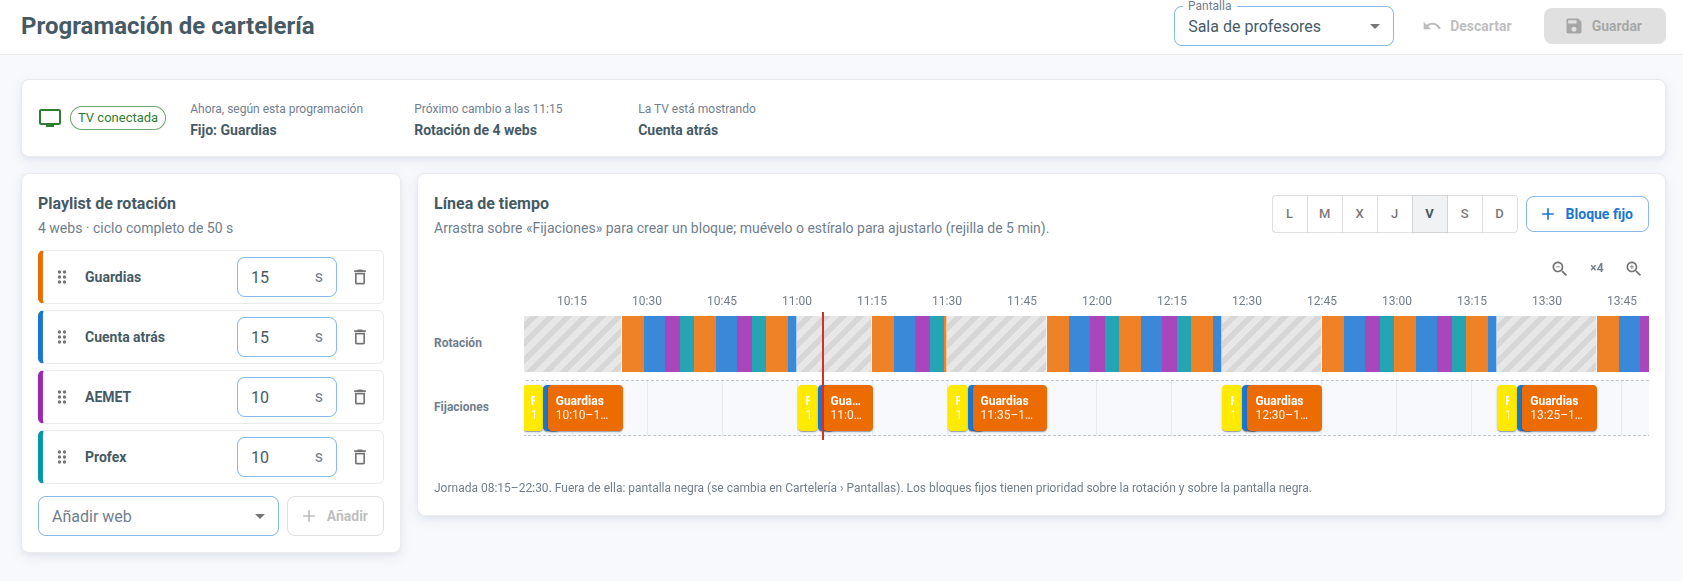 Programación de cartelería
Pantalla
Sala de profesores
Descartar
Guardar
TV conectada
Ahora, según esta programación
Fijo: Guardias
Próximo cambio a las 11:15
Rotación de 4 webs
La TV está mostrando
Cuenta atrás
Playlist de rotación
4 webs · ciclo completo de 50 s
Guardias
15 s
Cuenta atrás
15 s
AEMET
10 s
Profex
10 s
Añadir web
Añadir
Línea de tiempo
Arrastra sobre «Fijaciones» para crear un bloque; muévelo o estíralo para ajustarlo (rejilla de 5 min).
L M X J V S D
Bloque fijo
×4
10:15 10:30 10:45 11:00 11:15 11:30 11:45 12:00 12:15 12:30 12:45 13:00 13:15 13:30 13:45
Rotación
Fijaciones
Guardias
10:10–1...
Gua...
11:0...
Guardias
11:35–1...
Guardias
12:30–1...
Guardias
13:25–1...
Jornada 08:15–22:30. Fuera de ella: pantalla negra (se cambia en Cartelería › Pantallas). Los bloques fijos tienen prioridad sobre la rotación y sobre la pantalla negra.